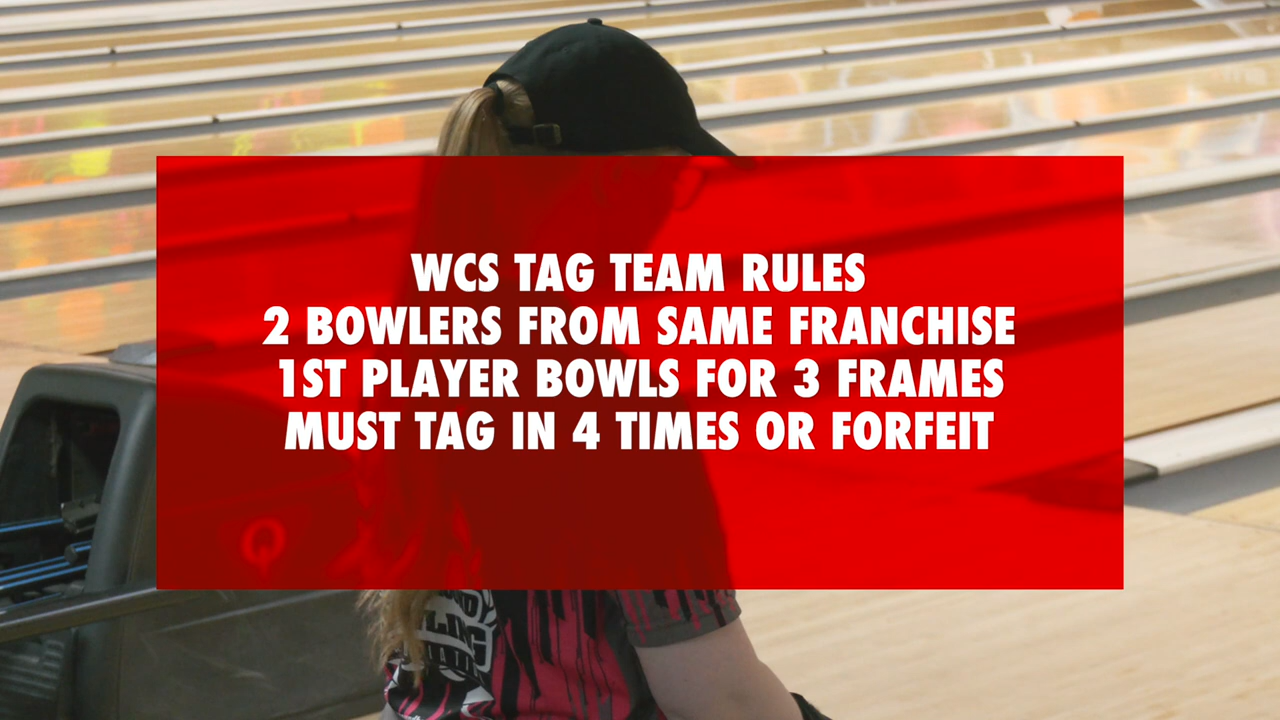 WCS TAG TEAM RULES
2 BOWLERS FROM SAME FRANCHISE
1ST PLAYER BOWLS FOR 3 FRAMES
MUST TAG IN 4 TIMES OR FORFEIT